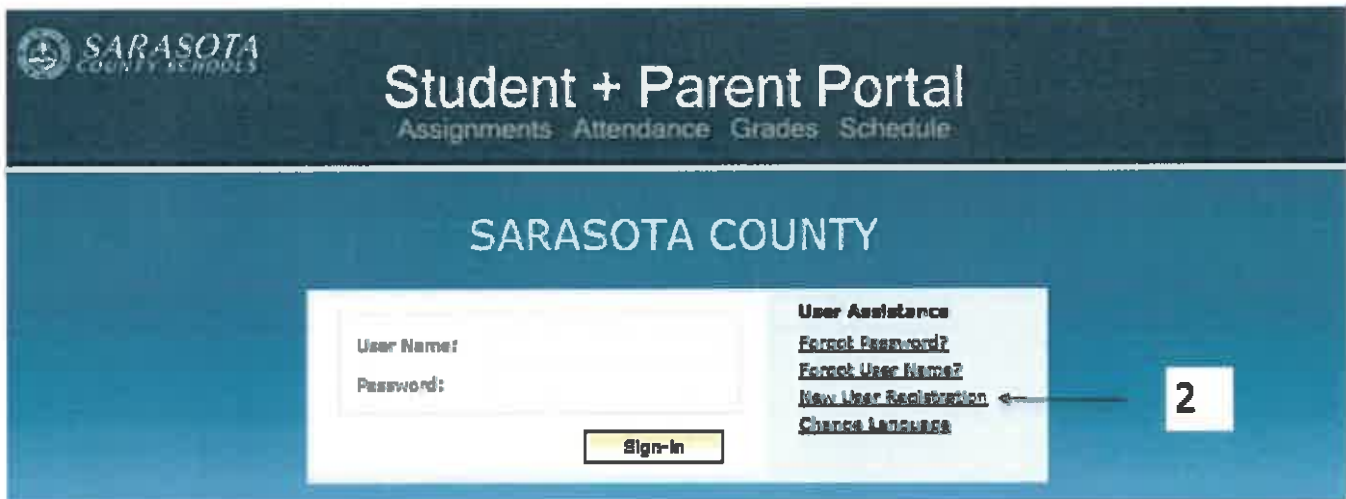 SARASOTA
COUNTY SCHOOLS
Student + Parent Portal
Assignments Attendance Grades Schedule
SARASOTA COUNTY
User Name:
Password:
Sign-In
User Assistance
Forgot Password?
Forgot User Name?
New User Registration
Change Language
2